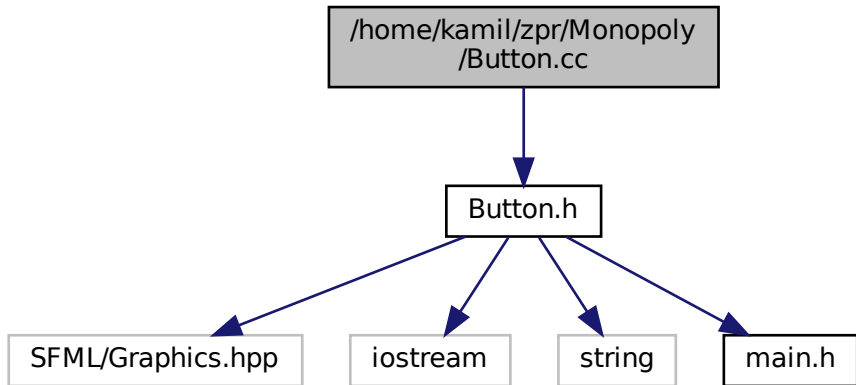 /home/kamil/zpr/Monopoly
/Button.cc
Button.h
SFML/Graphics.hpp
iostream
string
main.h